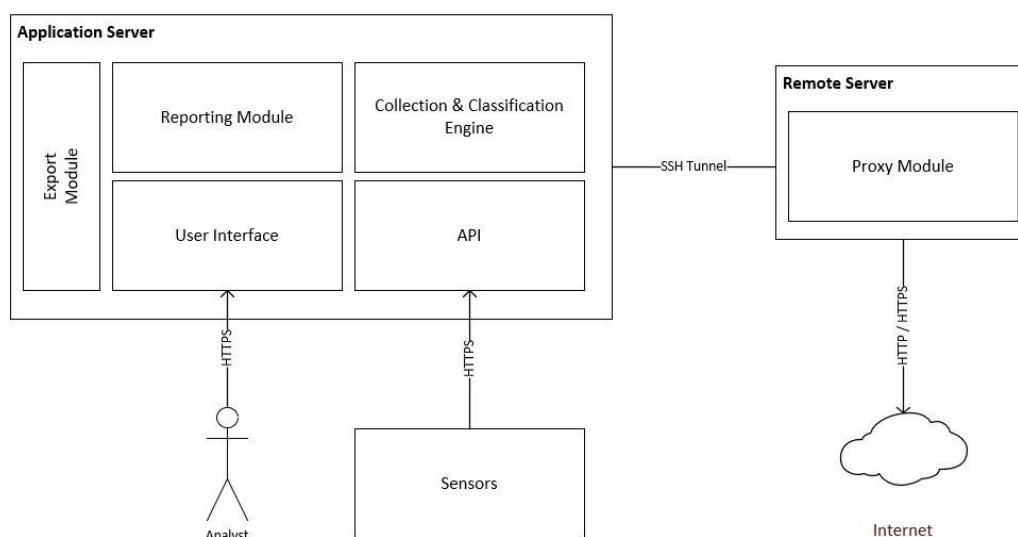 Application Server
Export
Module
Reporting Module
Collection & Classification
Engine
User Interface
API
SSH Tunnel
Remote Server
Proxy Module
HTTPS
HTTPS
HTTP / HTTPS
Analyst
Sensors
Internet